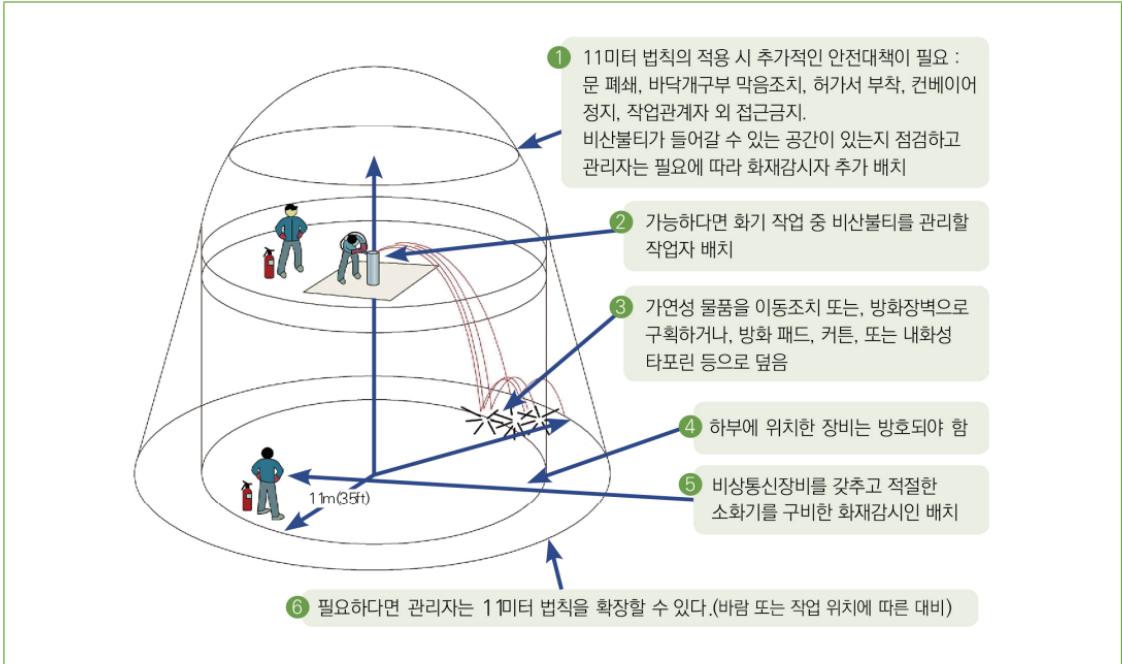 1 11미터 법칙의 적용 시 추가적인 안전대책이 필요 :
문 폐쇄, 바닥개구부 막음조치, 허가서 부착, 컨베이어
정지, 작업관계자 외 접근금지.
비산불티가 들어갈 수 있는 공간이 있는지 점검하고
관리자는 필요에 따라 화재감시자 추가 배치
2 가능하다면 화기 작업 중 비산불티를 관리할
작업자 배치
3 가연성 물품을 이동조치 또는, 방화장벽으로
구획하거나, 방화 패드, 커튼, 또는 내화성
타포린 등으로 덮음
4 하부에 위치한 장비는 방호되야 함
5 비상통신장비를 갖추고 적절한
소화기를 구비한 화재감시인 배치
11m(35ft)
6 필요하다면 관리자는 11미터 법칙을 확장할 수 있다.(바람 또는 작업 위치에 따른 대비)